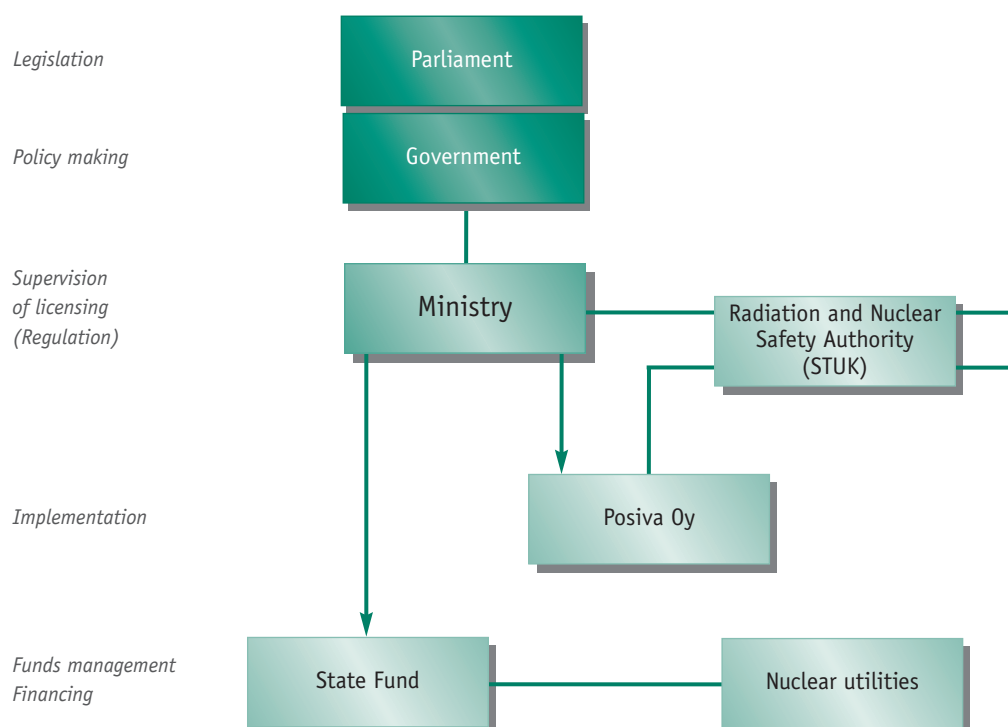 Legislation
Parliament
Policy making
Government
Supervision
of licensing
(Regulation)
Ministry
Radiation and Nuclear
Safety Authority
(STUK)
Implementation
Posiva Oy
Funds management
Financing
State Fund
Nuclear utilities